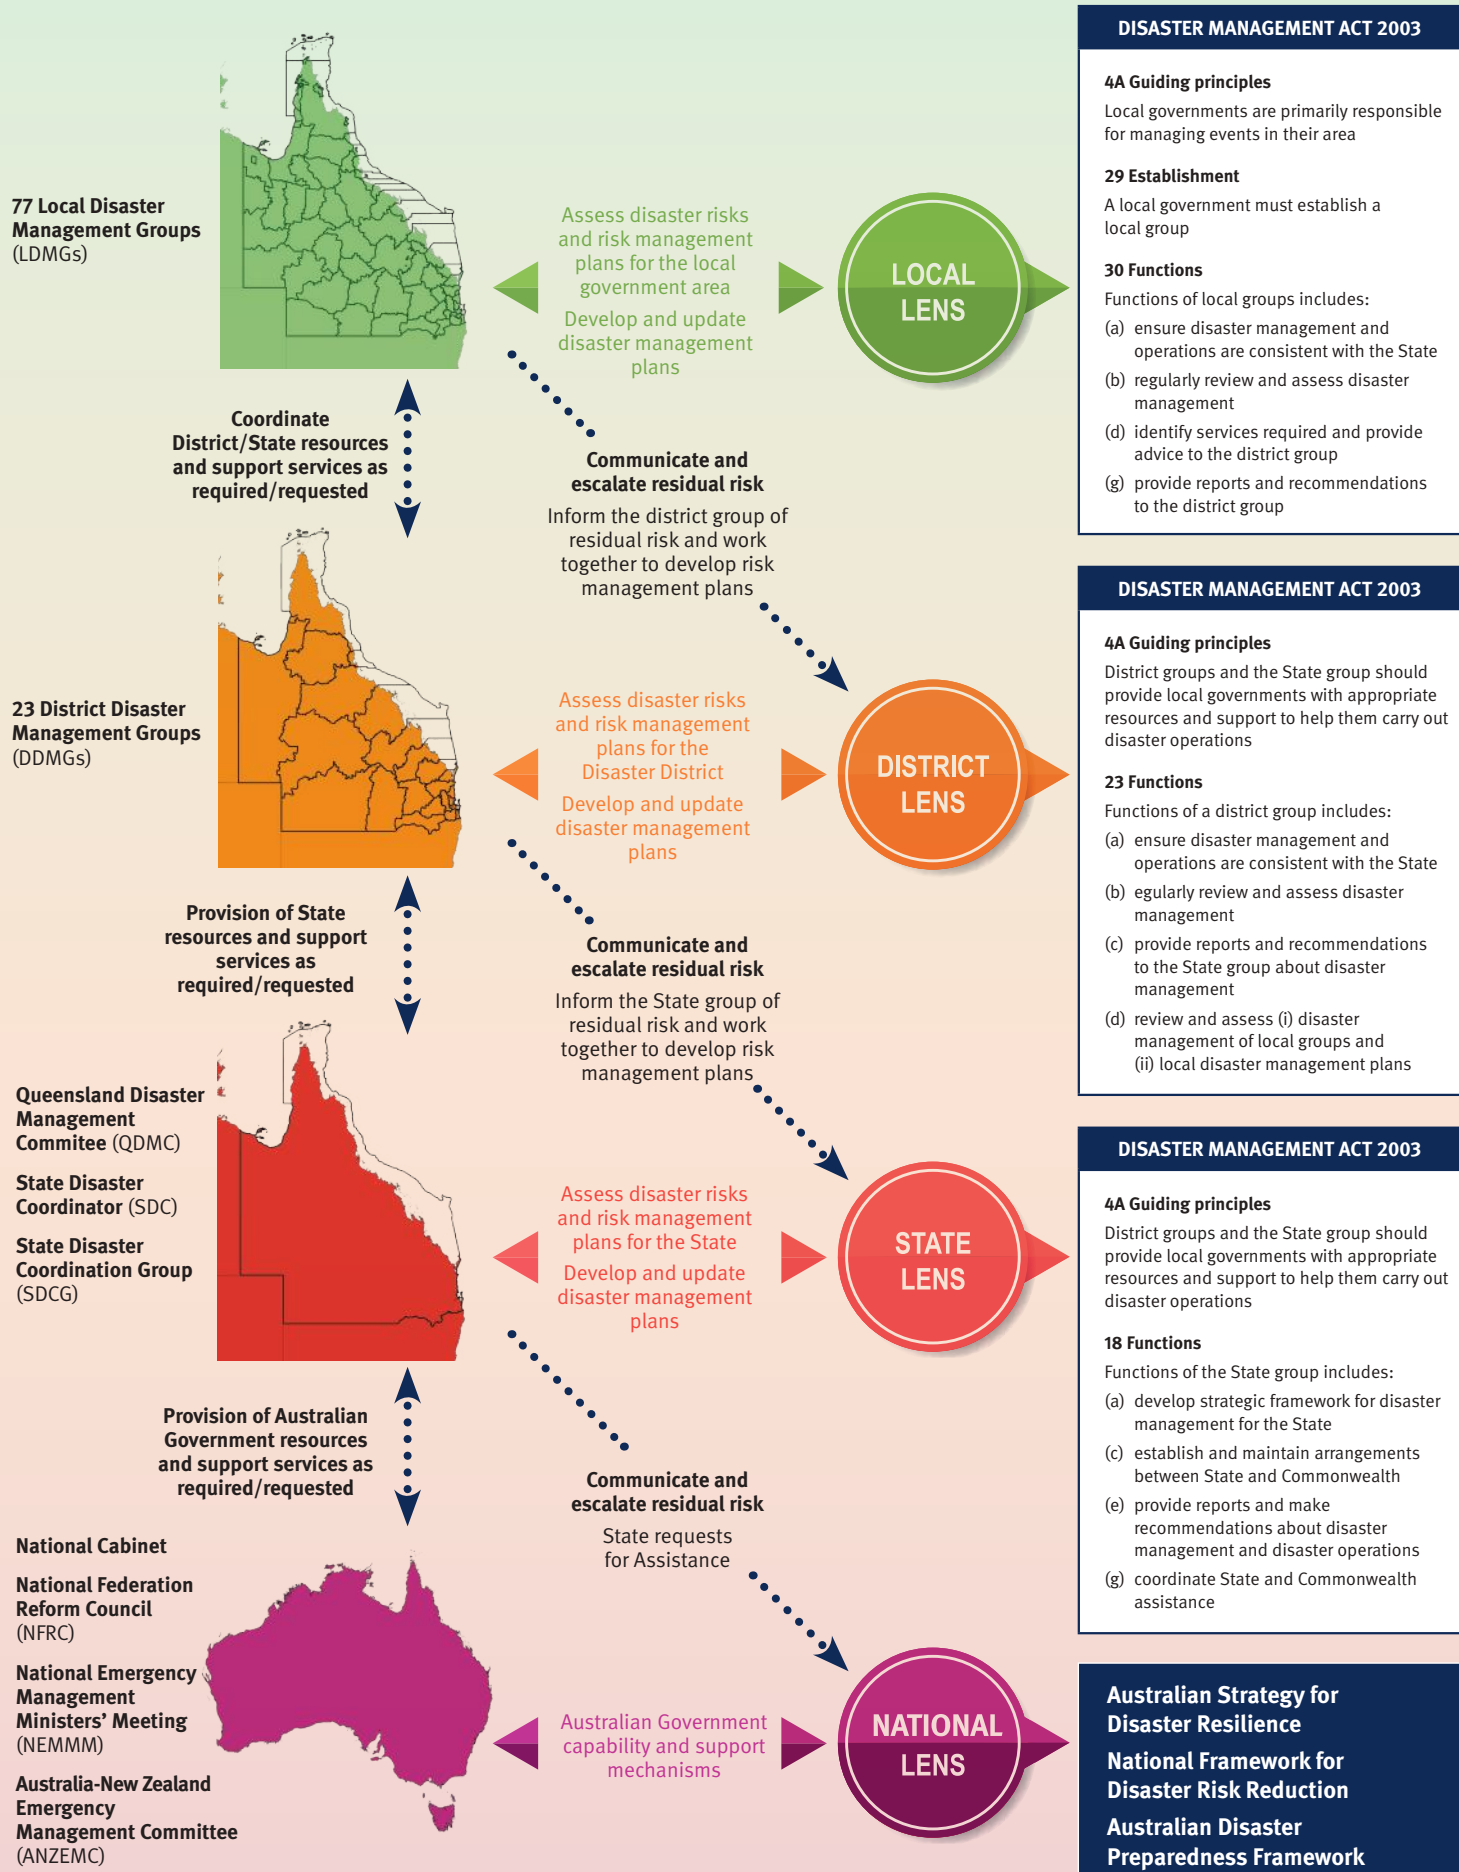 77 Local Disaster
Management Groups
(LDMGs)
Assess disaster risks
and risk management
plans for the local
government area
Develop and update
disaster management
plans
LOCAL
LENS
DISASTER MANAGEMENT ACT 2003
4A Guiding principles
Local governments are primarily responsible
for managing events in their area
29 Establishment
A local government must establish a
local group
30 Functions
Functions of local groups includes:
(a) ensure disaster management and
operations are consistent with the State
(b) regularly review and assess disaster
management
(d) identify services required and provide
advice to the district group
(g) provide reports and recommendations
to the district group
Coordinate
District/State resources
and support services as
required/requested
Communicate and
escalate residual risk
Inform the district group of
residual risk and work
together to develop risk
management plans
23 District Disaster
Management Groups
(DDMGs)
Assess disaster risks
and risk management
plans for the
Disaster District
Develop and update
disaster management
plans
DISTRICT
LENS
DISASTER MANAGEMENT ACT 2003
4A Guiding principles
District groups and the State group should
provide local governments with appropriate
resources and support to help them carry out
disaster operations
23 Functions
Functions of a district group includes:
(a) ensure disaster management and
operations are consistent with the State
(b) egularly review and assess disaster
management
(c) provide reports and recommendations
to the State group about disaster
management
(d) review and assess (i) disaster
management of local groups and
(ii) local disaster management plans
Provision of State
resources and support
services as
required/requested
Communicate and
escalate residual risk
Inform the State group of
residual risk and work
together to develop risk
management plans
Queensland Disaster
Management
Commitee (QDMC)
State Disaster
Coordinator (SDC)
State Disaster
Coordination Group
(SDCG)
Assess disaster risks
and risk management
plans for the State
Develop and update
disaster management
plans
STATE
LENS
DISASTER MANAGEMENT ACT 2003
4A Guiding principles
District groups and the State group should
provide local governments with appropriate
resources and support to help them carry out
disaster operations
18 Functions
Functions of the State group includes:
(a) develop strategic framework for disaster
management for the State
(c) establish and maintain arrangements
between State and Commonwealth
(e) provide reports and make
recommendations about disaster
management and disaster operations
(g) coordinate State and Commonwealth
assistance
Provision of Australian
Government resources
and support services as
required/requested
Communicate and
escalate residual risk
State requests
for Assistance
National Cabinet
National Federation
Reform Council
(NFRC)
National Emergency
Management
Ministers' Meeting
(NEMMM)
Australia-New Zealand
Emergency
Management Committee
(ANZEMC)
Australian Government
capability and support
mechanisms
NATIONAL
LENS
Australian Strategy for
Disaster Resilience
National Framework for
Disaster Risk Reduction
Australian Disaster
Preparedness Framework